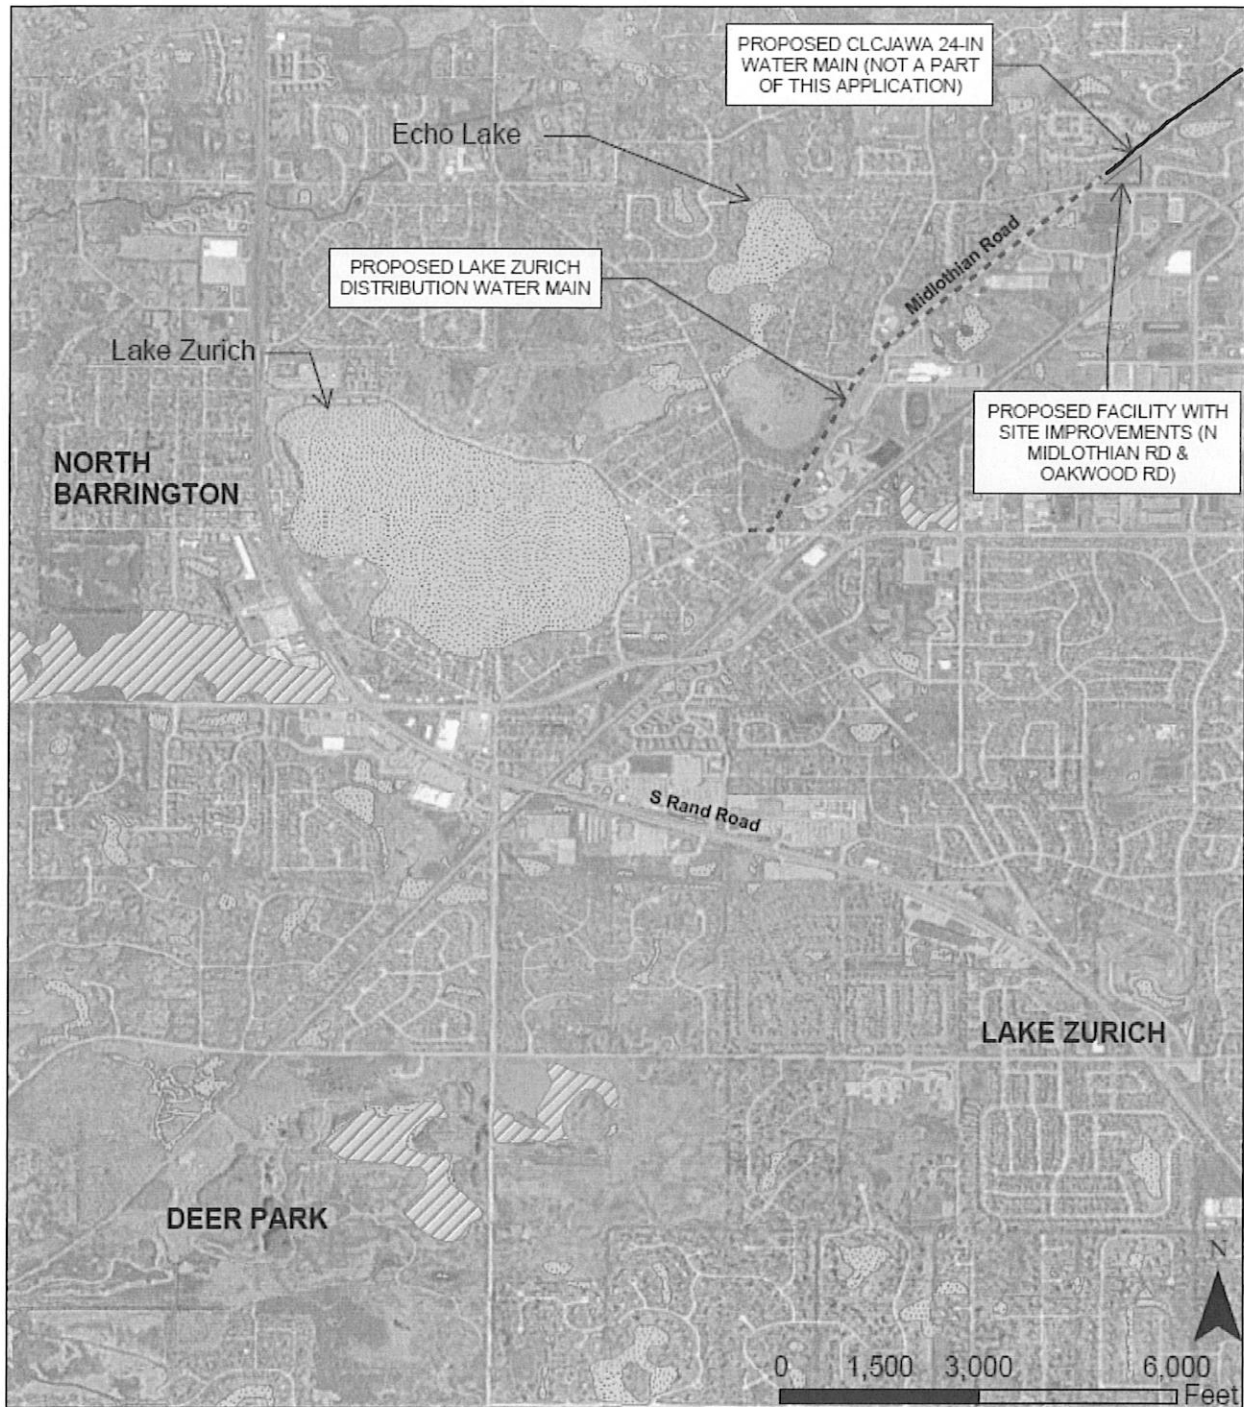 PROPOSED CLCJAWA 24-IN
WATER MAIN (NOT A PART
OF THIS APPLICATION)
Echo Lake
Midlothian Road
PROPOSED LAKE ZURICH
DISTRIBUTION WATER MAIN
Lake Zurich
PROPOSED FACILITY WITH
SITE IMPROVEMENTS (N
MIDLOTHIAN RD &
OAKWOOD RD)
NORTH
BARRINGTON
S Rand Road
LAKE ZURICH
DEER PARK
N
0 1,500 3,000 6,000
Feet